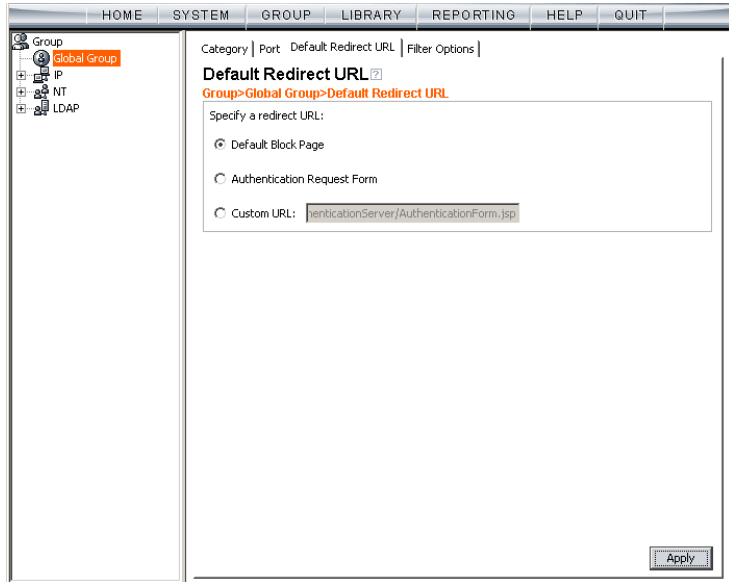 HOME SYSTEM GROUP LIBRARY REPORTING HELP QUIT
Group
Global Group
IP
NT
LDAP
Category Port Default Redirect URL Filter Options
Default Redirect URL ?
Group>Global Group>Default Redirect URL
Specify a redirect URL:
Default Block Page
Authentication Request Form
Custom URL: henticationServer/AuthenticationForm.jsp
Apply